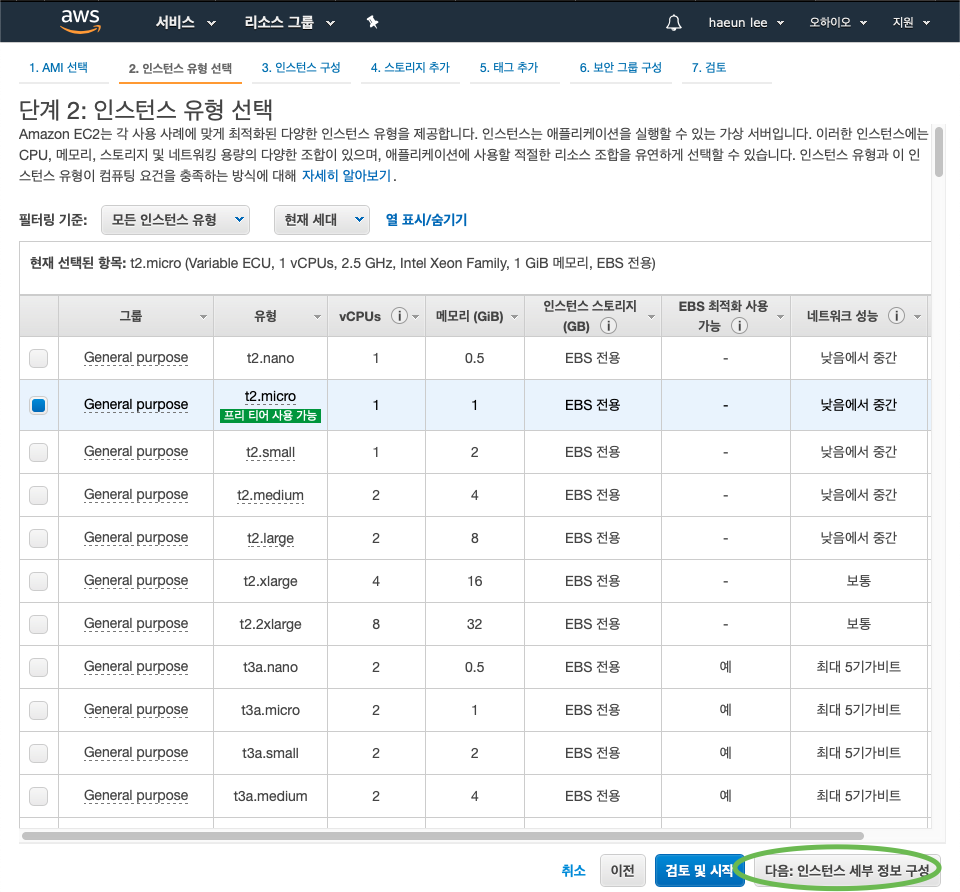 aws 서비스 리소스 그룹 haeun lee 오하이오 지원
1. AMI 선택 2. 인스턴스 유형 선택 3. 인스턴스 구성 4. 스토리지 추가 5. 태그 추가 6. 보안 그룹 구성 7. 검토
단계 2: 인스턴스 유형 선택
Amazon EC2는 각 사용 사례에 맞게 최적화된 다양한 인스턴스 유형을 제공합니다. 인스턴스는 애플리케이션을 실행할 수 있는 가상 서버입니다. 이러한 인스턴스에는
CPU, 메모리, 스토리지 및 네트워킹 용량의 다양한 조합이 있으며, 애플리케이션에 사용할 적절한 리소스 조합을 유연하게 선택할 수 있습니다. 인스턴스 유형과 이 인
스턴스 유형이 컴퓨팅 요건을 충족하는 방식에 대해 자세히 알아보기.
필터링 기준: 모든 인스턴스 유형 현재 세대 열 표시/숨기기
현재 선택된 항목: t2.micro (Variable ECU, 1 vCPUs, 2.5 GHz, Intel Xeon Family, 1 GiB 메모리, EBS 전용)
그룹 유형 vCPUs i 메모리 (GiB) 인스턴스 스토리지 (GB) i EBS 최적화 사용 가능 i 네트워크 성능 i
General purpose t2.nano 1 0.5 EBS 전용 - 낮음에서 중간
General purpose t2.micro 프리 티어 사용 가능 1 1 EBS 전용 - 낮음에서 중간
General purpose t2.small 1 2 EBS 전용 - 낮음에서 중간
General purpose t2.medium 2 4 EBS 전용 - 낮음에서 중간
General purpose t2.large 2 8 EBS 전용 - 낮음에서 중간
General purpose t2.xlarge 4 16 EBS 전용 - 보통
General purpose t2.2xlarge 8 32 EBS 전용 - 보통
General purpose t3a.nano 2 0.5 EBS 전용 예 최대 5기가비트
General purpose t3a.micro 2 1 EBS 전용 예 최대 5기가비트
General purpose t3a.small 2 2 EBS 전용 예 최대 5기가비트
General purpose t3a.medium 2 4 EBS 전용 예 최대 5기가비트
취소 이전 검토 및 시작 다음: 인스턴스 세부 정보 구성